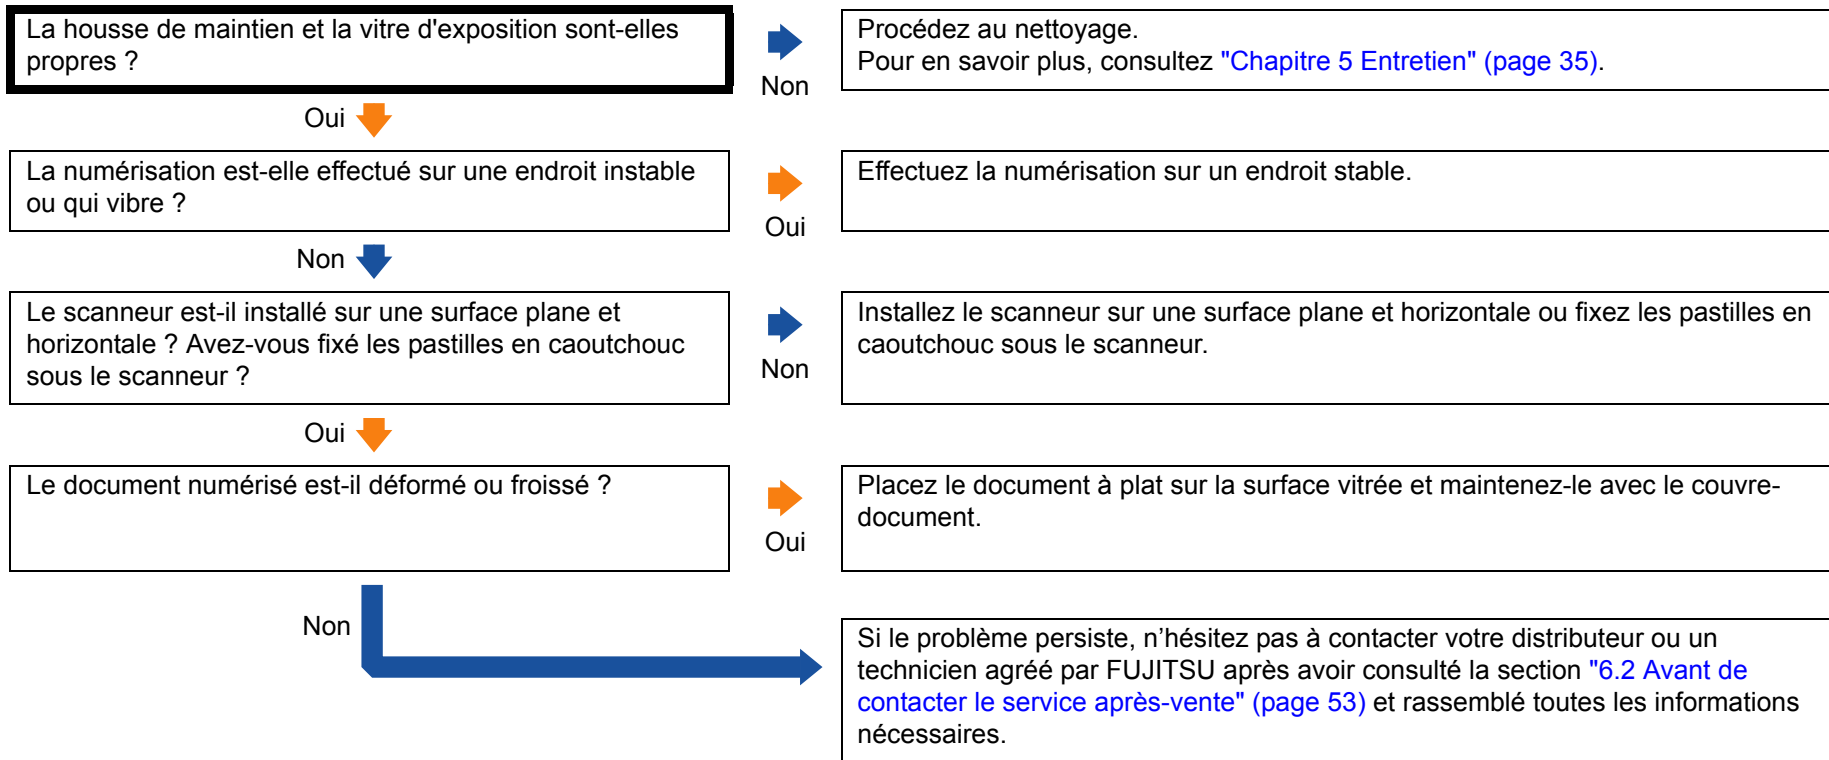 La housse de maintien et la vitre d'exposition sont-elles
propres ?
Non
Procédez au nettoyage.
Pour en savoir plus, consultez "Chapitre 5 Entretien" (page 35).
Oui
La numérisation est-elle effectué sur une endroit instable
ou qui vibre ?
Oui
Effectuez la numérisation sur un endroit stable.
Non
Le scanneur est-il installé sur une surface plane et
horizontale ? Avez-vous fixé les pastilles en caoutchouc
sous le scanneur ?
Non
Installez le scanneur sur une surface plane et horizontale ou fixez les pastilles en
caoutchouc sous le scanneur.
Oui
Le document numérisé est-il déformé ou froissé ?
Oui
Placez le document à plat sur la surface vitrée et maintenez-le avec le couvre-
document.
Non
Si le problème persiste, n’hésitez pas à contacter votre distributeur ou un
technicien agréé par FUJITSU après avoir consulté la section "6.2 Avant de
contacter le service après-vente" (page 53) et rassemblé toutes les informations
nécessaires.